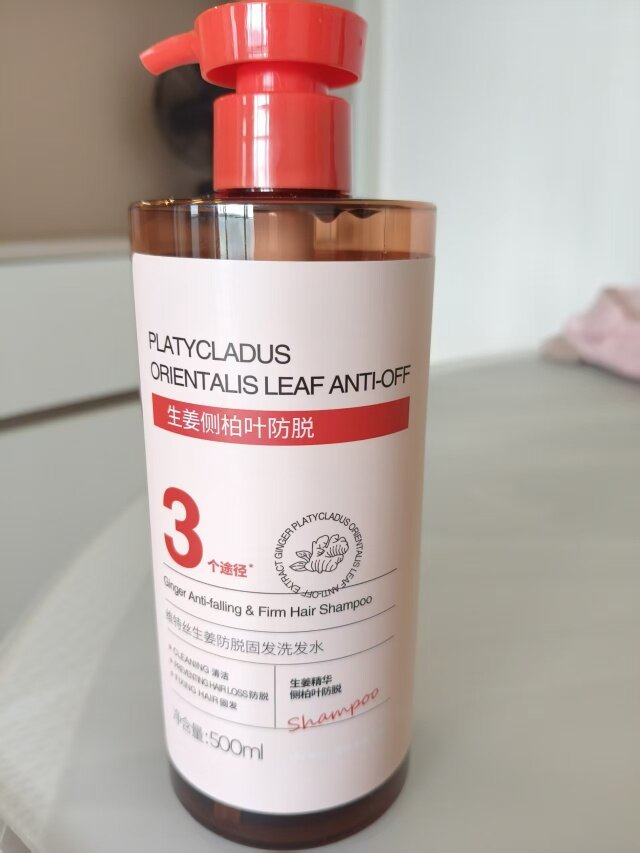 PLATYCLADUS
ORIENTALIS LEAF ANTI-OFF
生姜侧柏叶防脱
3
个途径*
GINGER PLATYCLADUS ORIENTALIS LEAF ANTI-OFF EXTRACT
Ginger Anti-falling & Firm Hair Shampoo
维特丝生姜防脱固发洗发水
* CLEANING 清洁
* PREVENTING HAIR LOSS 防脱
* FIXING HAIR 固发
生姜精华
侧柏叶防脱
Shampoo
净含量:500ml